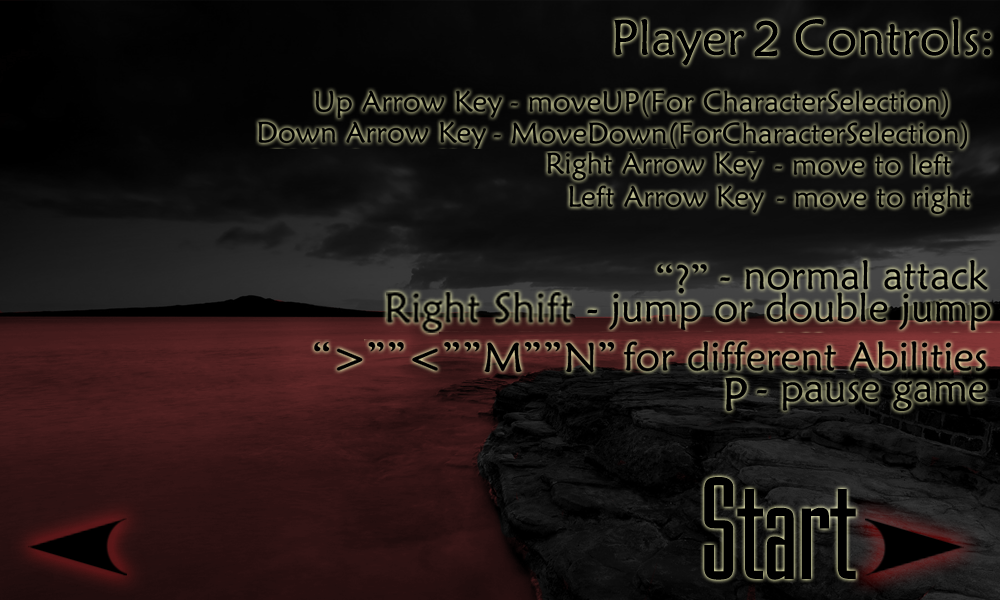 Player 2 Controls:
Up Arrow Key - moveUP(For CharacterSelection)
Down Arrow Key - MoveDown(ForCharacterSelection)
Right Arrow Key - move to left
Left Arrow Key - move to right
“?” - normal attack
Right Shift - jump or double jump
“>””“<””“M””“N” for different Abilities
P - pause game
Start